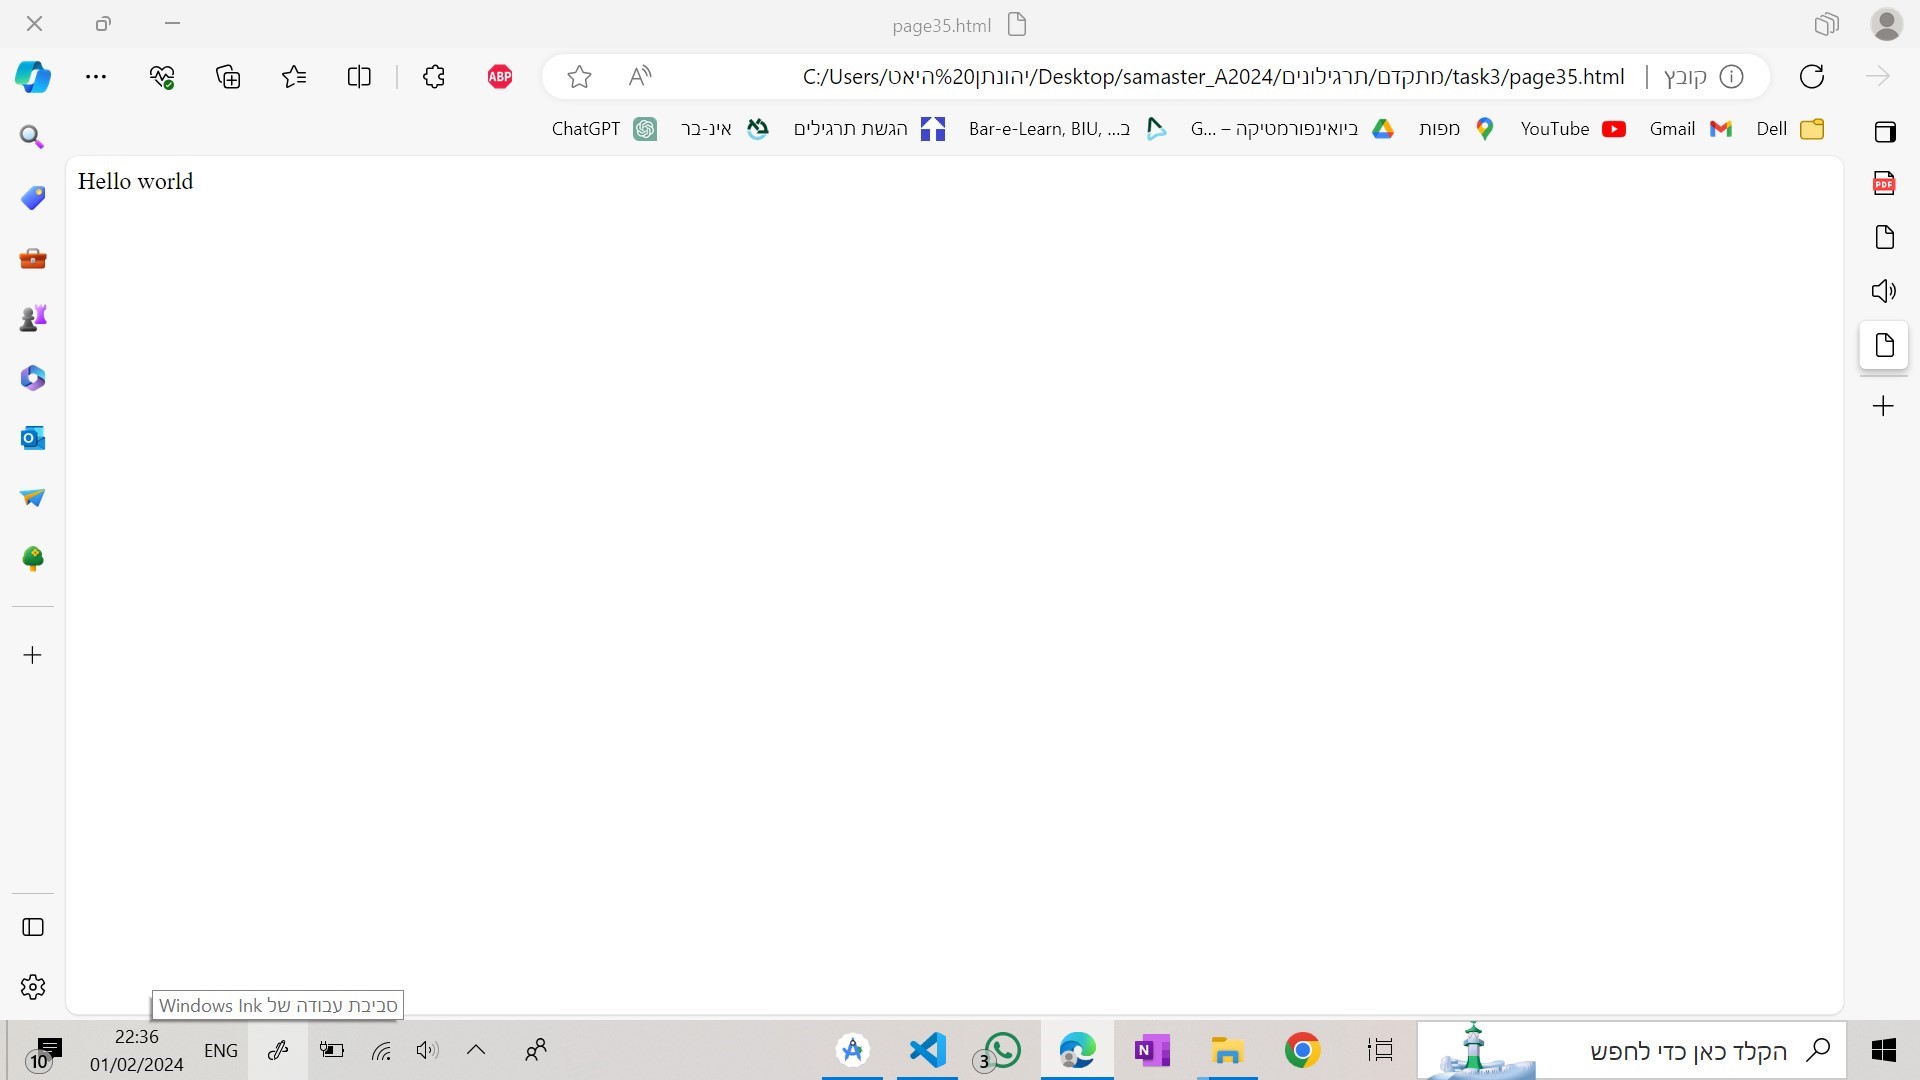 page35.html
ABP
קובץ
C:/Users/יהונתן%20היאט/Desktop/samaster_A2024/תרגילונים/מתקדם/task3/page35.html
Dell
Gmail
YouTube
מפות
ביואינפורמטיקה – G...
Bar-e-Learn, BIU, ב...
הגשת תרגילים
אינ-בר
ChatGPT
PDF
Hello world
סביבת עבודה של Windows Ink
הקלד כאן כדי לחפש
3
ENG
22:36
01/02/2024
10